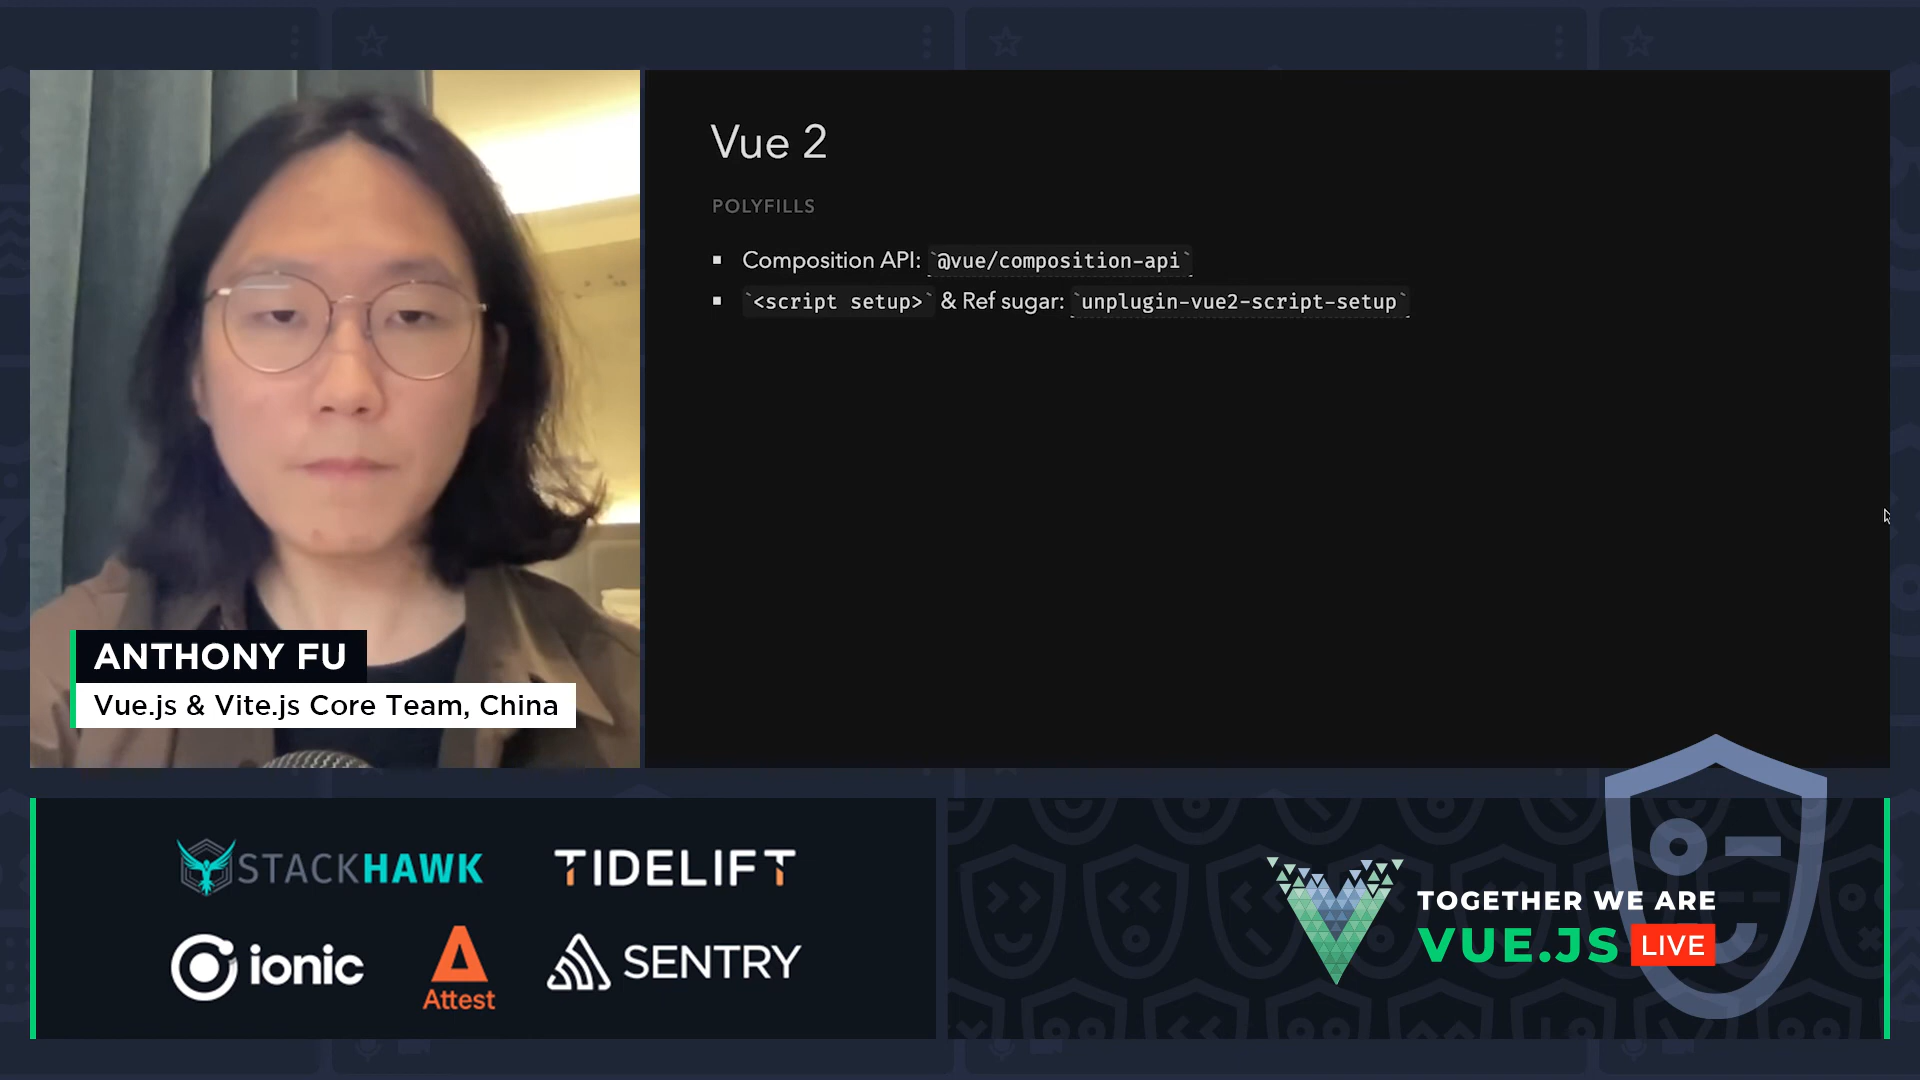 Vue 2
POLYFILLS
▪ Composition API: `@vue/composition-api`
▪ `<script setup>` & Ref sugar: `unplugin-vue2-script-setup`
ANTHONY FU
Vue.js & Vite.js Core Team, China
STACKHAWK
TIDELIFT
ionic
Attest
SENTRY
TOGETHER WE ARE
VUE.JS LIVE